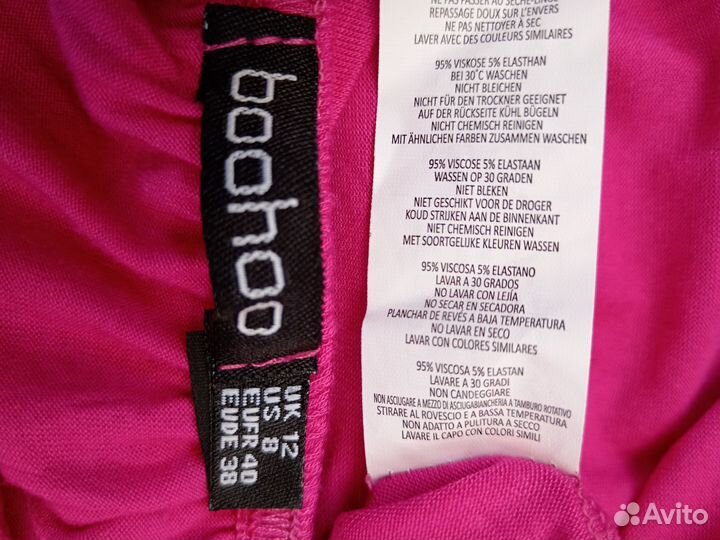 boohoo
UK 12
US 8
EUFR 40
EUDE 38
NE PAS PASSER AU SÈCHE-LINGE
REPASSAGE DOUX SUR L'ENVERS
NE PAS NETTOYER À SEC
LAVER AVEC DES COULEURS SIMILAIRES
95% VISKOSE 5% ELASTHAN
BEI 30°C WASCHEN
NICHT BLEICHEN
NICHT FÜR DEN TROCKNER GEEIGNET
AUF DER RÜCKSEITE KÜHL BÜGELN
NICHT CHEMISCH REINIGEN
MIT ÄHNLICHEN FARBEN ZUSAMMEN WASCHEN
95% VISCOSE 5% ELASTAAN
WASSEN OP 30 GRADEN
NIET BLEKEN
NIET GESCHIKT VOOR DE DROGER
KOUD STRIJKEN AAN DE BINNENKANT
NIET CHEMISCH REINIGEN
MET SOORTGELIJKE KLEUREN WASSEN
95% VISCOSA 5% ELASTANO
LAVAR A 30 GRADOS
NO LAVAR CON LEJÍA
NO SECAR EN SECADORA
PLANCHAR DE REVÉS A BAJA TEMPERATURA
NO LAVAR EN SECO
LAVAR CON COLORES SIMILARES
95% VISCOSA 5% ELASTAN
LAVARE A 30 GRADI
NON CANDEGGIARE
NON ASCIUGARE A MEZZO DI ASCIUGABIANCHERIA A TAMBURO ROTATIVO
STIRARE AL ROVESCIO E A BASSA TEMPERATURA
NON ADATTO A PULITURA A SECCO
LAVARE IL CAPO CON COLORI SIMILI
Avito